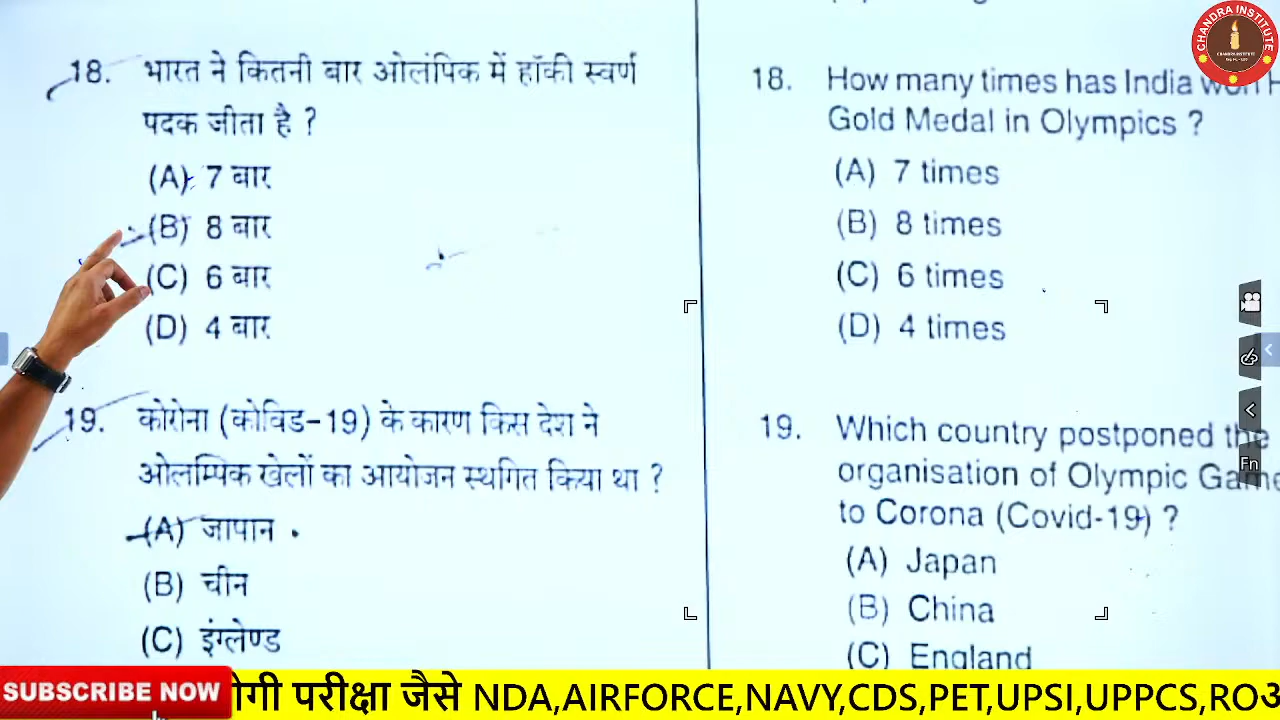 18. भारत ने कितनी बार ओलंपिक में हॉकी स्वर्ण
पदक जीता है ?
(A) 7 बार
(B) 8 बार
(C) 6 बार
(D) 4 बार
19. कोरोना (कोविड-19) के कारण किस देश ने
ओलम्पिक खेलों का आयोजन स्थगित किया था ?
(A) जापान
(B) चीन
(C) इंग्लेण्ड
18. How many times has India won H
Gold Medal in Olympics ?
(A) 7 times
(B) 8 times
(C) 6 times
(D) 4 times
19. Which country postponed the
organisation of Olympic Game
to Corona (Covid-19) ?
(A) Japan
(B) China
(C) England
CHANDRA INSTITUTE
Fn
SUBSCRIBE NOW
गी परीक्षा जैसे NDA,AIRFORCE,NAVY,CDS,PET,UPSI,UPPCS,RO